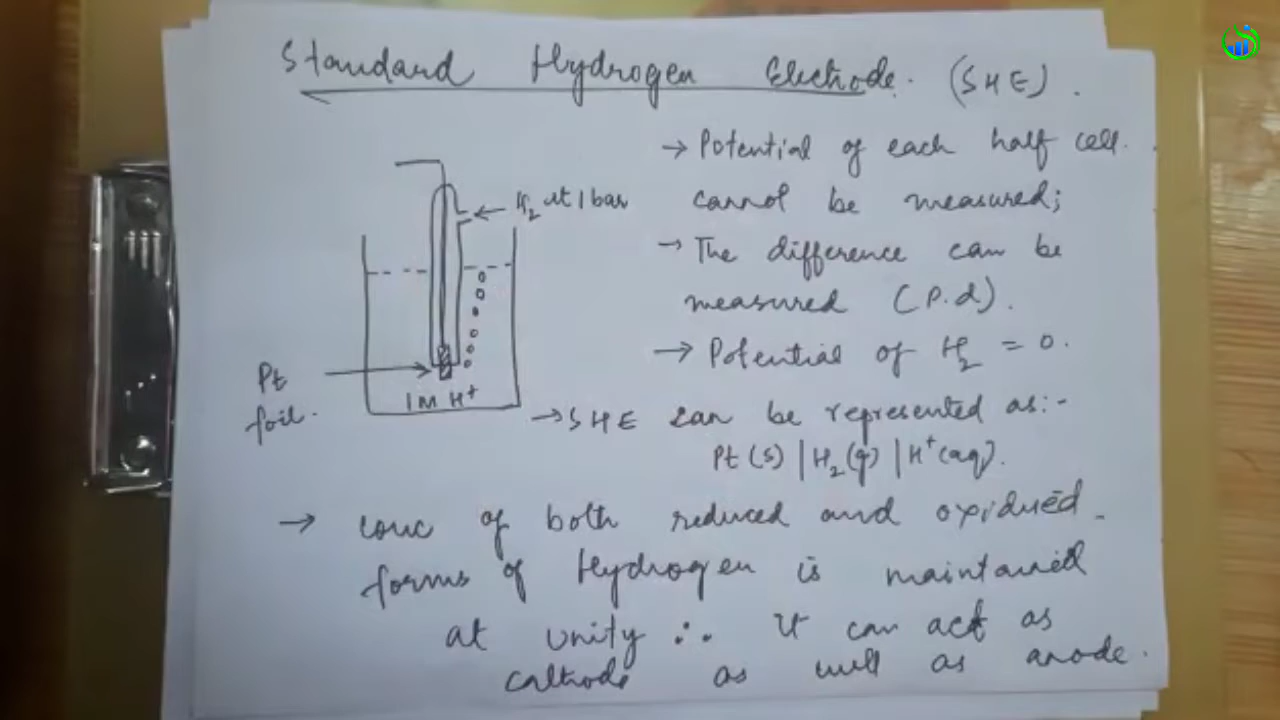 Standard Hydrogen Electrode. (SHE).
→ Potential of each half cell.
cannot be measured;
→ The difference can be
measured (P.d).
→ Potential of H₂ = 0.
H₂ at 1 bar
Pt
foil.
1M H⁺
→ SHE can be represented as:-
Pt(s) | H₂(g) | H⁺(aq).
→ conc of both reduced and oxidised
forms of Hydrogen is maintained
at unity ∴ it can act as
cathode as well as anode.